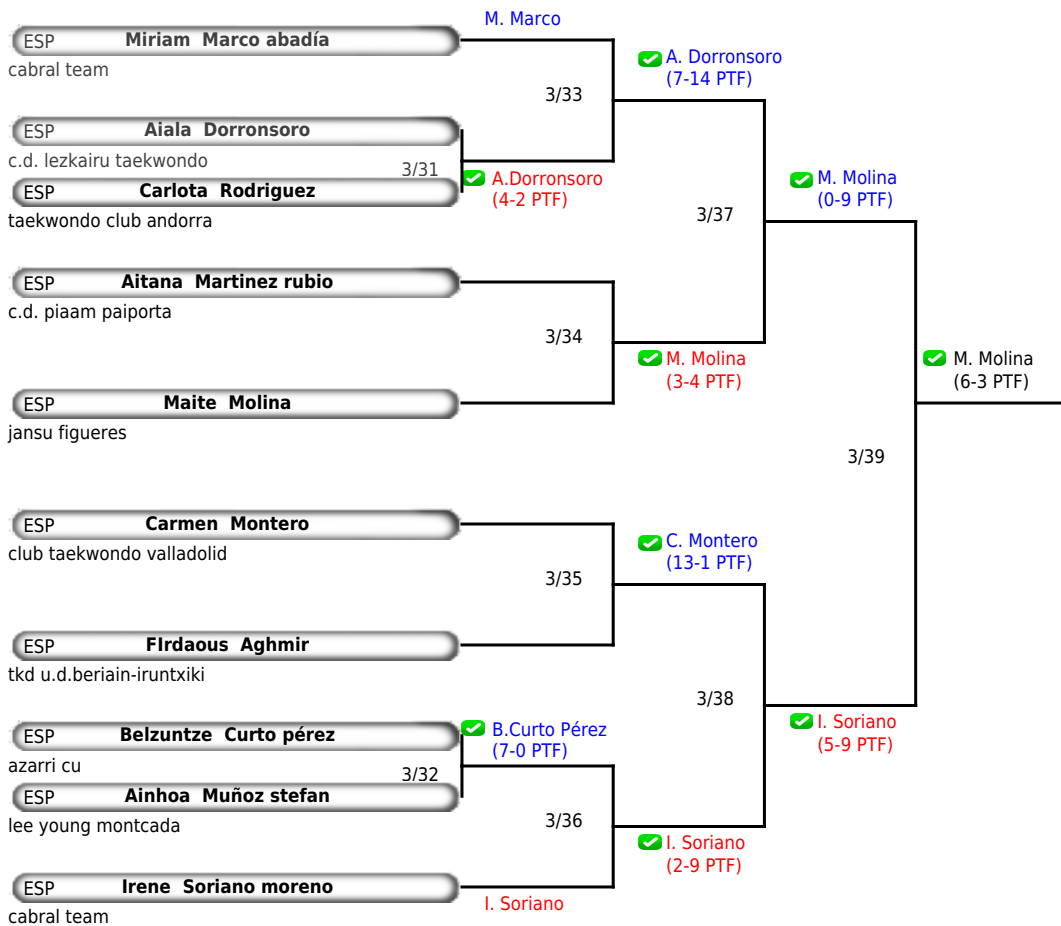 M. Marco
ESP Miriam Marco abadía
cabral team
A. Dorronsoro
(7-14 PTF)
3/33
ESP Aiala Dorronsoro
c.d. lezkairu taekwondo
3/31
A.Dorronsoro
(4-2 PTF)
ESP Carlota Rodriguez
taekwondo club andorra
M. Molina
(0-9 PTF)
3/37
ESP Aitana Martinez rubio
c.d. piaam paiporta
3/34
M. Molina
(3-4 PTF)
M. Molina
(6-3 PTF)
ESP Maite Molina
jansu figueres
3/39
ESP Carmen Montero
club taekwondo valladolid
C. Montero
(13-1 PTF)
3/35
ESP FIrdaous Aghmir
tkd u.d.beriain-iruntxiki
3/38
I. Soriano
(5-9 PTF)
ESP Belzuntze Curto pérez
azarri cu
B.Curto Pérez
(7-0 PTF)
3/32
ESP Ainhoa Muñoz stefan
lee young montcada
3/36
I. Soriano
(2-9 PTF)
ESP Irene Soriano moreno
cabral team
I. Soriano